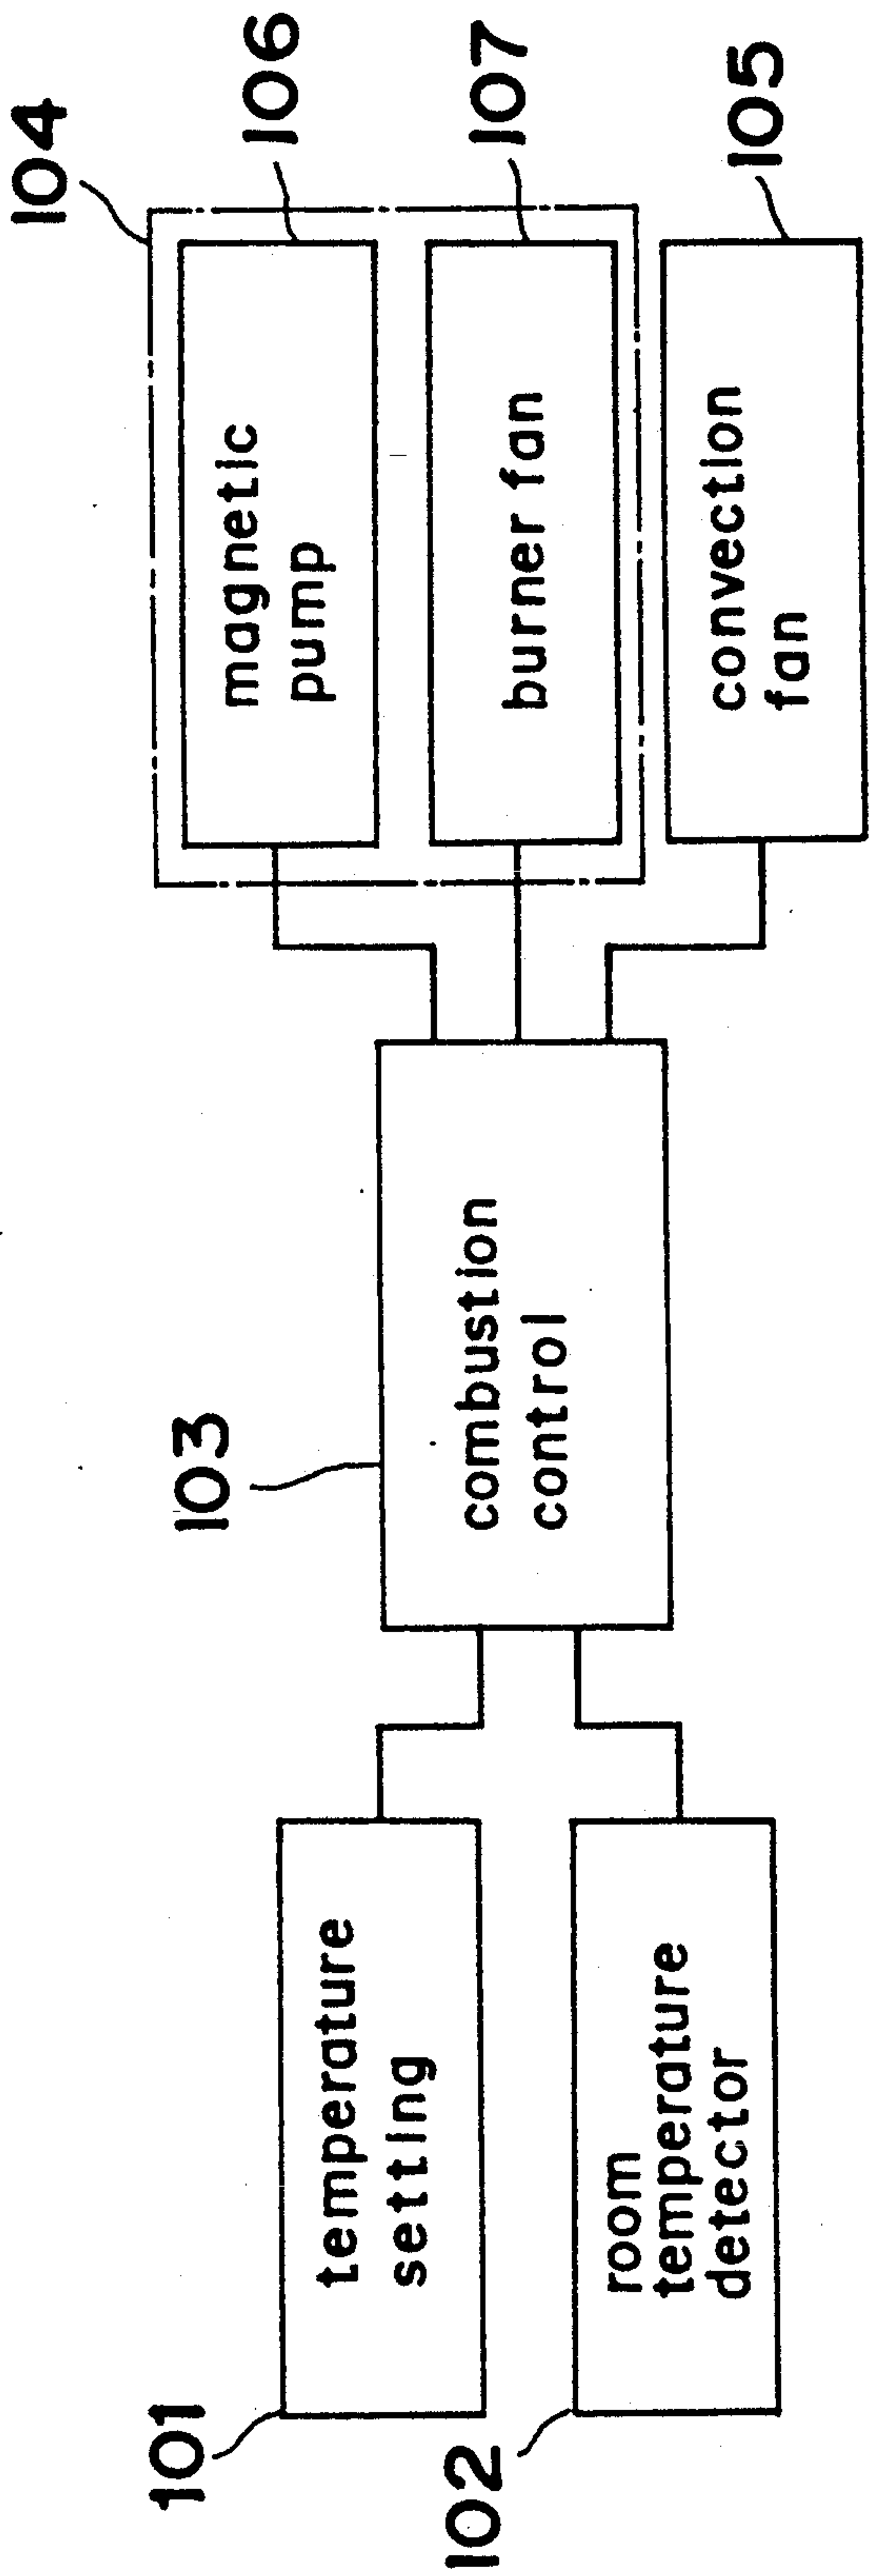 101
temperature
setting
102
room
temperature
detector
103
combustion
control
104
magnetic
pump
106
burner fan
107
convection
fan
105